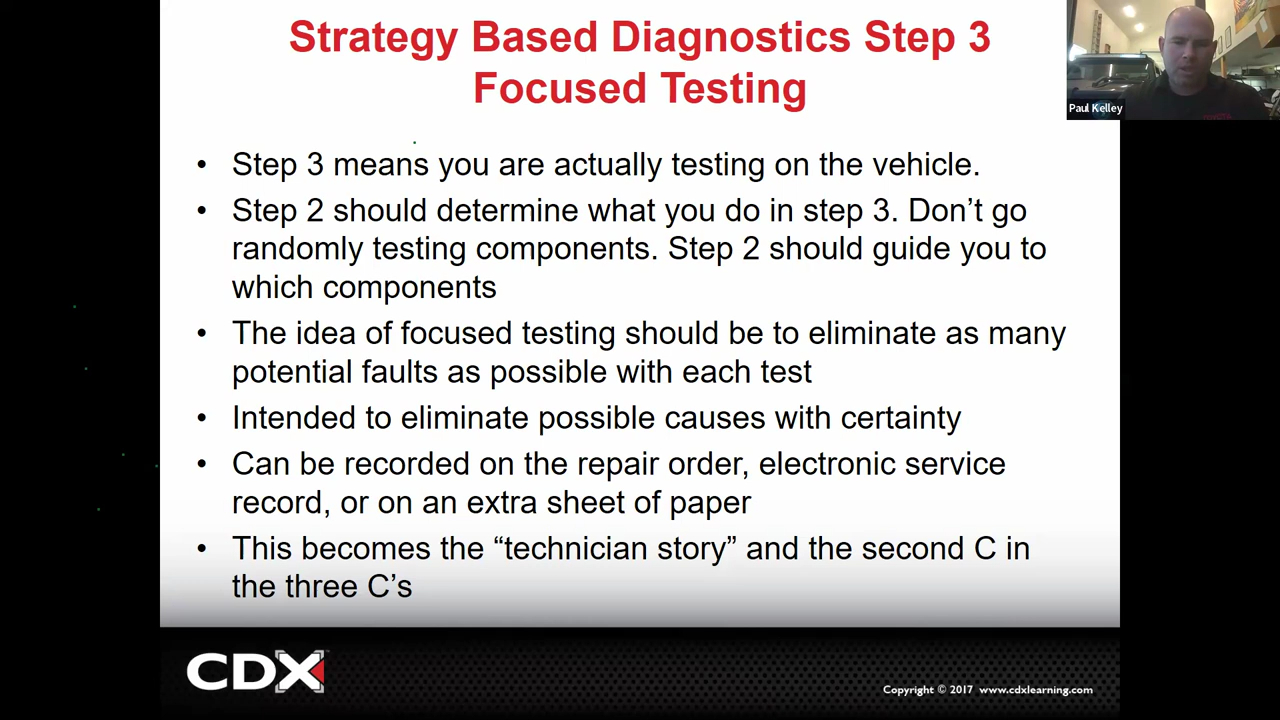 Strategy Based Diagnostics Step 3
Focused Testing
Paul Kelley
• Step 3 means you are actually testing on the vehicle.
• Step 2 should determine what you do in step 3. Don’t go
randomly testing components. Step 2 should guide you to
which components
• The idea of focused testing should be to eliminate as many
potential faults as possible with each test
• Intended to eliminate possible causes with certainty
• Can be recorded on the repair order, electronic service
record, or on an extra sheet of paper
• This becomes the “technician story” and the second C in
the three C’s
CDX
Copyright © 2017 www.cdxlearning.com